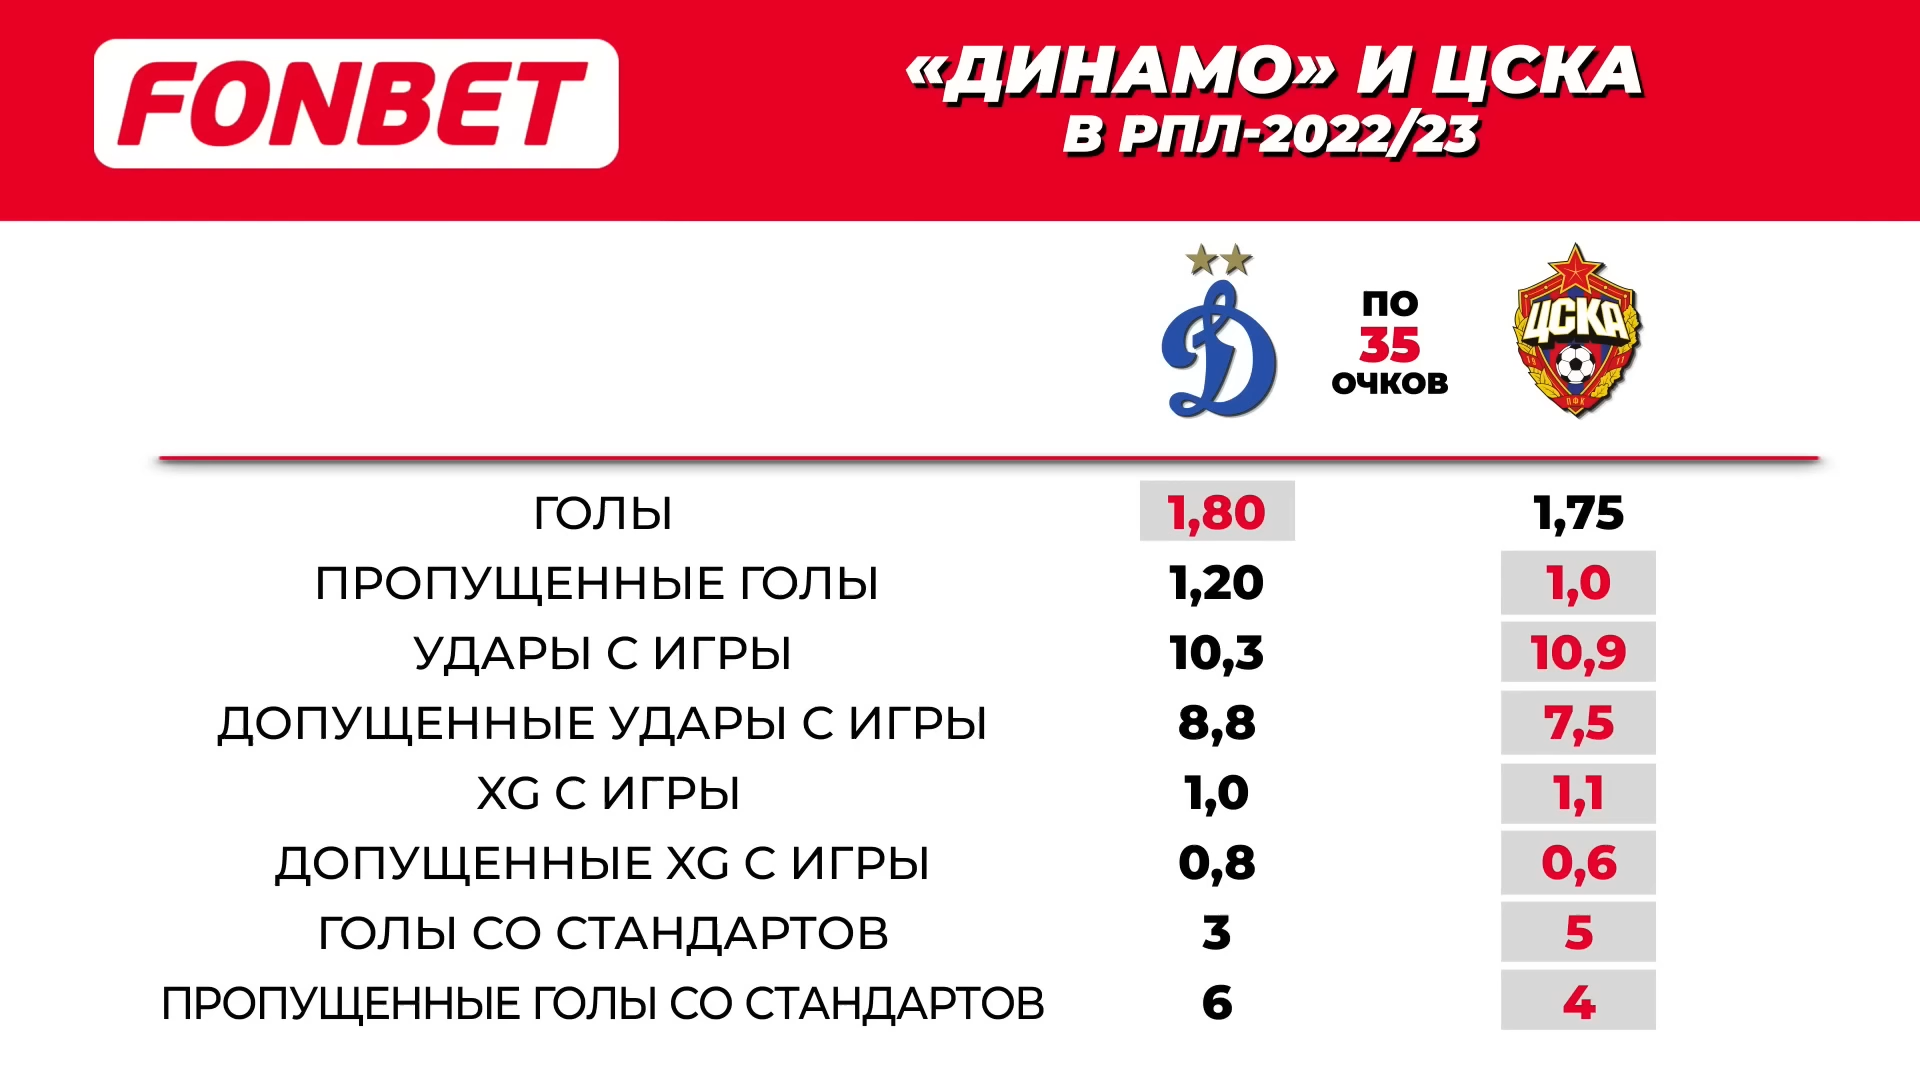 FONBET
«ДИНАМО» И ЦСКА
В РПЛ-2022/23
ПО
35
ОЧКОВ
ЦСКА
19 11
ПФК
ГОЛЫ 1,80 1,75
ПРОПУЩЕННЫЕ ГОЛЫ 1,20 1,0
УДАРЫ С ИГРЫ 10,3 10,9
ДОПУЩЕННЫЕ УДАРЫ С ИГРЫ 8,8 7,5
XG С ИГРЫ 1,0 1,1
ДОПУЩЕННЫЕ XG С ИГРЫ 0,8 0,6
ГОЛЫ СО СТАНДАРТОВ 3 5
ПРОПУЩЕННЫЕ ГОЛЫ СО СТАНДАРТОВ 6 4